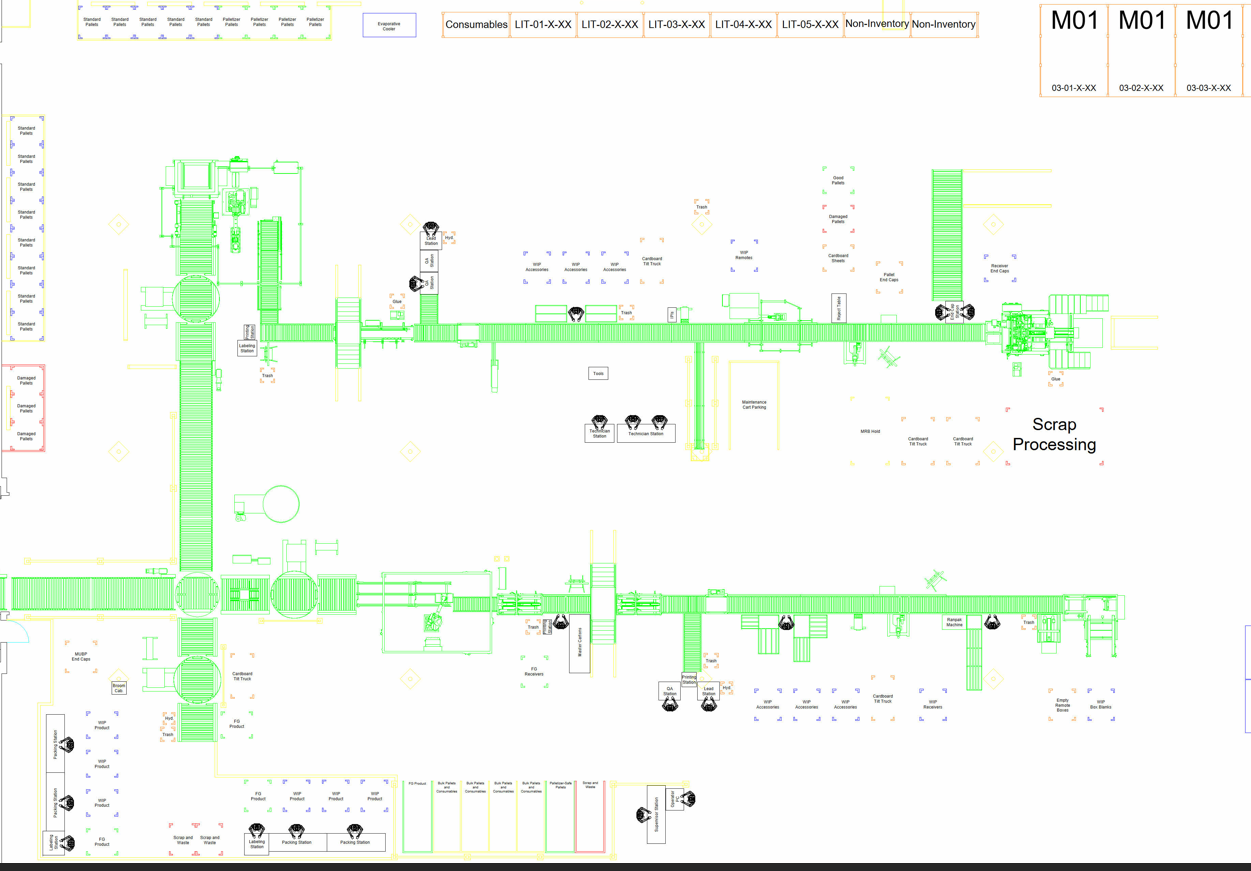 Standard
Pallets
Standard
Pallets
Standard
Pallets
Standard
Pallets
Standard
Pallets
Palletizer
Pallets
Palletizer
Pallets
Palletizer
Pallets
Palletizer
Pallets
Evaporative
Cooler
Consumables
LIT-01-X-XX
LIT-02-X-XX
LIT-03-X-XX
LIT-04-X-XX
LIT-05-X-XX
Non-Inventory
Non-Inventory
M01
03-01-X-XX
M01
03-02-X-XX
M01
03-03-X-XX
Standard
Pallets
Standard
Pallets
Standard
Pallets
Standard
Pallets
Standard
Pallets
Standard
Pallets
Standard
Pallets
Standard
Pallets
Damaged
Pallets
Damaged
Pallets
Damaged
Pallets
Lead
Station
Hyd
QA
Station
QA
Station
Glue
Labeling
Station
Trash
WIP
Accessories
WIP
Accessories
WIP
Accessories
Cardboard
Tilt Truck
Trash
Trash
WIP
Remotes
Good
Pallets
Damaged
Pallets
Cardboard
Sheets
Pallet
End Caps
Reject Table
Receiver
End Caps
Glue
Tools
Technician
Station
Technician Station
Maintenance
Cart Parking
MRB Hold
Cardboard
Tilt Truck
Cardboard
Tilt Truck
Scrap
Processing
MUBP
End Caps
Broom
Cab
Cardboard
Tilt Truck
Hyd
Trash
FG
Product
Trash
Master Cartons
FG
Receivers
Trash
Printing
Station
QA
Station
Lead
Station
Hyd
WIP
Accessories
WIP
Accessories
WIP
Accessories
Cardboard
Tilt Truck
WIP
Receivers
Ranpak
Machine
Trash
Empty
Remote
Boxes
WIP
Box Blanks
Packing Station
WIP
Product
WIP
Product
Packing Station
WIP
Product
Labeling
Station
FG
Product
Scrap and
Waste
Scrap and
Waste
FG
Product
WIP
Product
WIP
Product
WIP
Product
Labeling
Station
Packing Station
Packing Station
FG Product
Bulk Pallets
and
Consumables
Bulk Pallets
and
Consumables
Bulk Pallets
and
Consumables
Bulk Pallets
and
Consumables
Palletizer-Safe
Pallets
Scrap and
Waste
Supervisor Station
Operator
PC